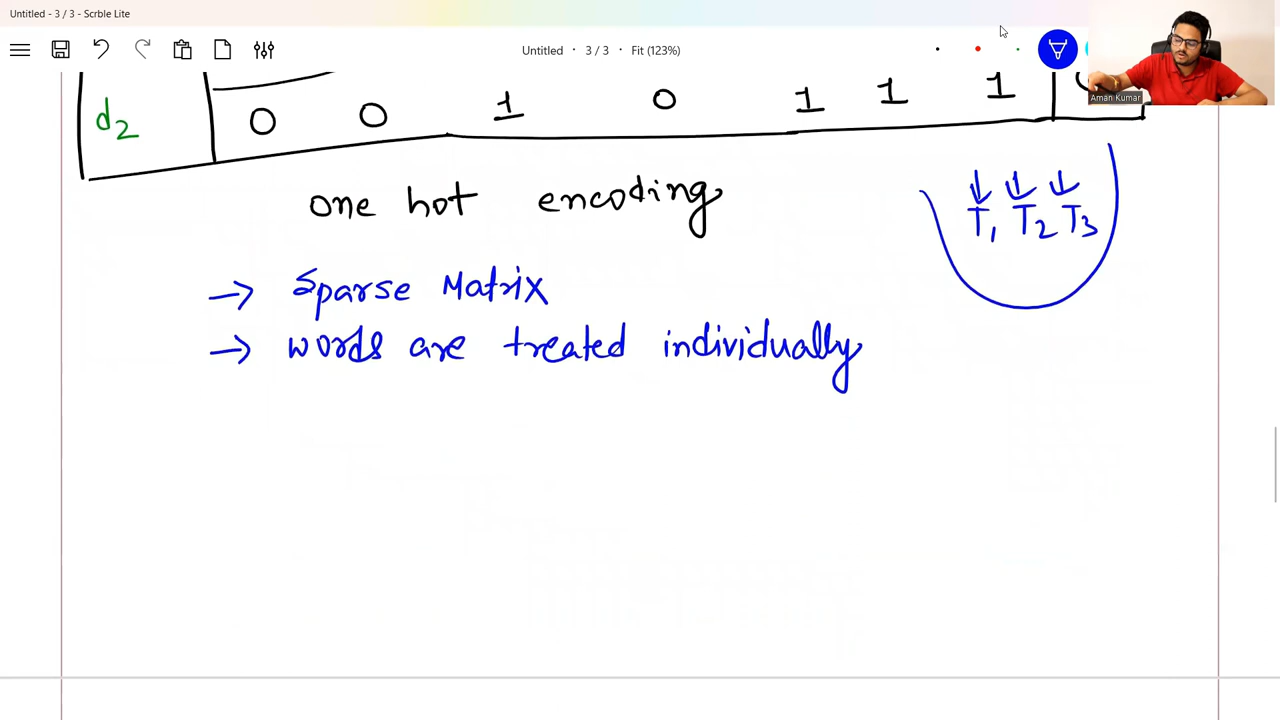 Untitled - 3 / 3 - Scrble Lite
Untitled · 3 / 3 · Fit (123%)
Aman Kumar
d2 0 0 1 0 1 1 1
T1 T2 T3
One hot encoding
→ Sparse Matrix
→ words are treated individually